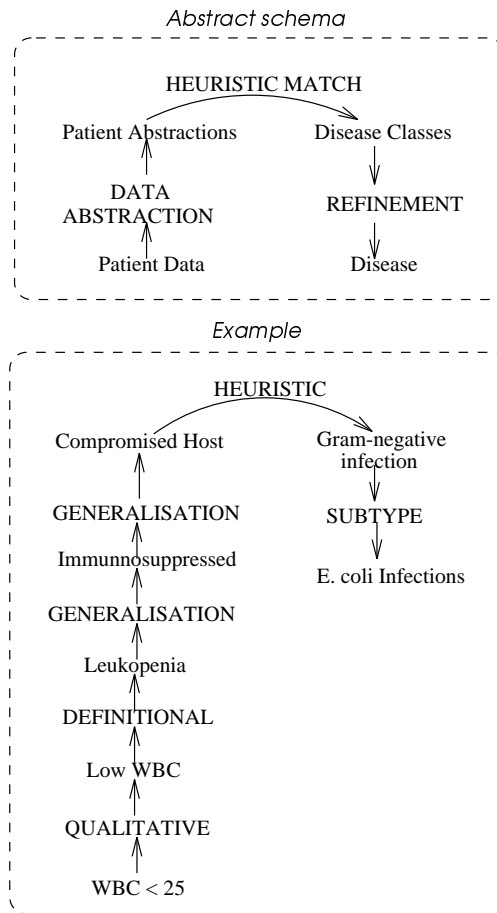 Abstract schema
HEURISTIC MATCH
Patient Abstractions
Disease Classes
DATA
ABSTRACTION
REFINEMENT
Patient Data
Disease
Example
HEURISTIC
Compromised Host
Gram-negative
infection
GENERALISATION
SUBTYPE
Immunnosuppressed
E. coli Infections
GENERALISATION
Leukopenia
DEFINITIONAL
Low WBC
QUALITATIVE
WBC < 25